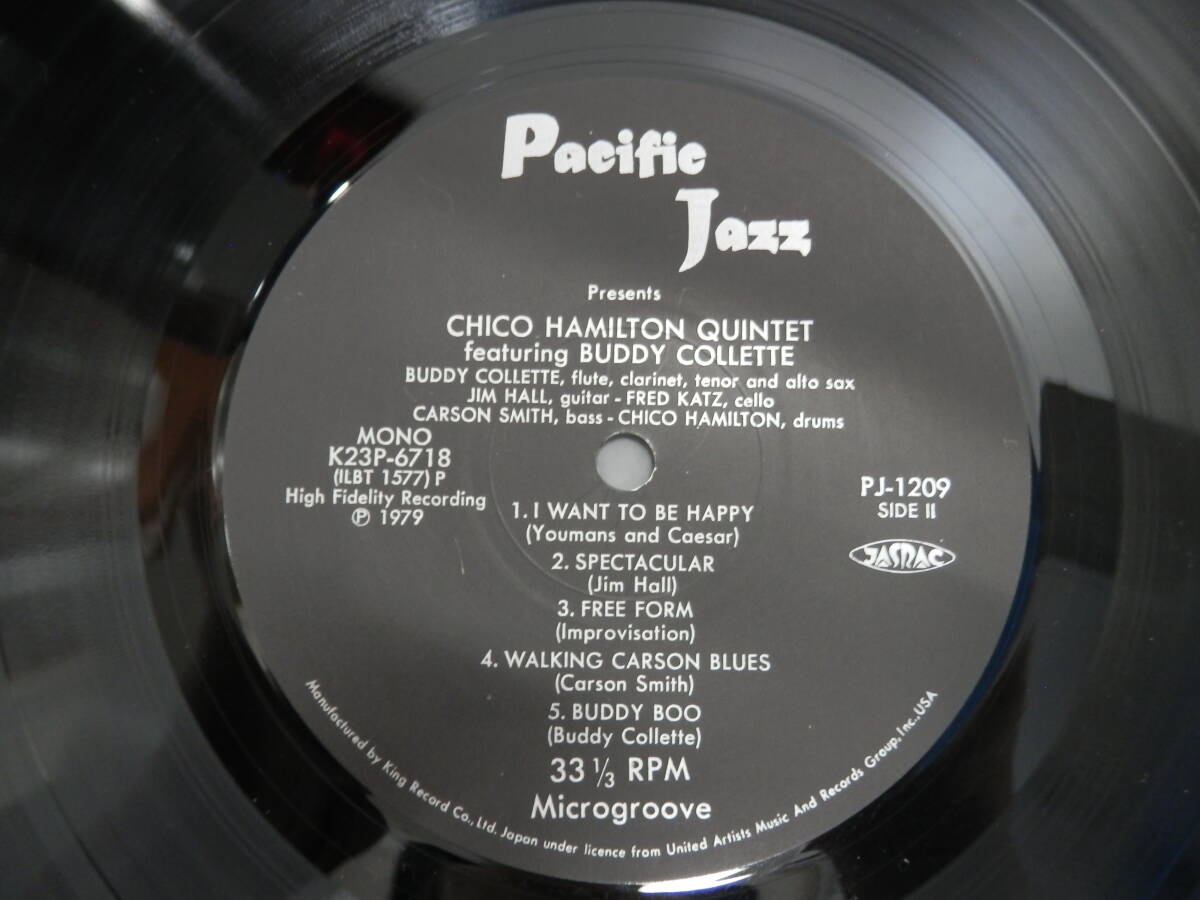 Pacific
Jazz
Presents
CHICO HAMILTON QUINTET
featuring BUDDY COLLETTE
BUDDY COLLETTE, flute, clarinet, tenor and alto sax
JIM HALL, guitar - FRED KATZ, cello
CARSON SMITH, bass - CHICO HAMILTON, drums
MONO
K23P-6718
(ILBT 1577) P
High Fidelity Recording
Ⓟ 1979
PJ-1209
SIDE II
JASRAC
1. I WANT TO BE HAPPY
(Youmans and Caesar)
2. SPECTACULAR
(Jim Hall)
3. FREE FORM
(Improvisation)
4. WALKING CARSON BLUES
(Carson Smith)
5. BUDDY BOO
(Buddy Collette)
33 1/3 RPM
Microgroove
Manufactured by King Record Co., Ltd. Japan under licence from United Artists Music And Records Group, Inc., USA